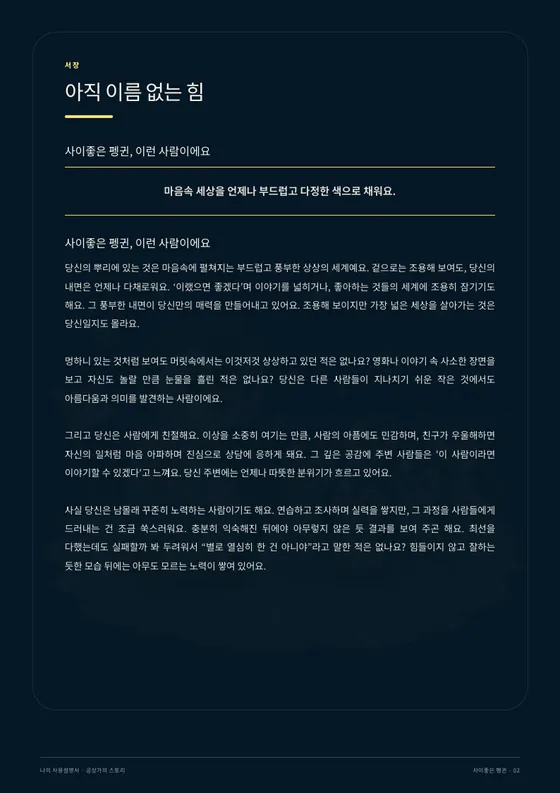 서장
아직 이름 없는 힘
사이좋은 펭귄, 이런 사람이에요
마음속 세상을 언제나 부드럽고 다정한 색으로 채워요.
사이좋은 펭귄, 이런 사람이에요
당신의 뿌리에 있는 것은 마음속에 펼쳐지는 부드럽고 풍부한 상상의 세계예요. 겉으로는 조용해 보여도, 당신의
내면은 언제나 다채로워요. ‘이랬으면 좋겠다’며 이야기를 넓히거나, 좋아하는 것들의 세계에 조용히 잠기기도
해요. 그 풍부한 내면이 당신만의 매력을 만들어내고 있어요. 조용해 보이지만 가장 넓은 세상을 살아가는 것은
당신일지도 몰라요.
멍하니 있는 것처럼 보여도 머릿속에서는 이것저것 상상하고 있던 적은 없나요? 영화나 이야기 속 사소한 장면을
보고 자신도 놀랄 만큼 눈물을 흘린 적은 없나요? 당신은 다른 사람들이 지나치기 쉬운 작은 것에서도
아름다움과 의미를 발견하는 사람이에요.
그리고 당신은 사람에게 친절해요. 이상을 소중히 여기는 만큼, 사람의 아픔에도 민감하며, 친구가 우울해하면
자신의 일처럼 마음 아파하며 진심으로 상담에 응하게 돼요. 그 깊은 공감에 주변 사람들은 ‘이 사람이라면
이야기할 수 있겠다’고 느껴요. 당신 주변에는 언제나 따뜻한 분위기가 흐르고 있어요.
사실 당신은 남몰래 꾸준히 노력하는 사람이기도 해요. 연습하고 조사하며 실력을 쌓지만, 그 과정을 사람들에게
드러내는 건 조금 쑥스러워요. 충분히 익숙해진 뒤에야 아무렇지 않은 듯 결과를 보여 주곤 해요. 최선을
다했는데도 실패할까 봐 두려워서 “별로 열심히 한 건 아니야”라고 말한 적은 없나요? 힘들이지 않고 잘하는
듯한 모습 뒤에는 아무도 모르는 노력이 쌓여 있어요.
나의 사용설명서 · 공상가의 스토리
사이좋은 펭귄 · 02